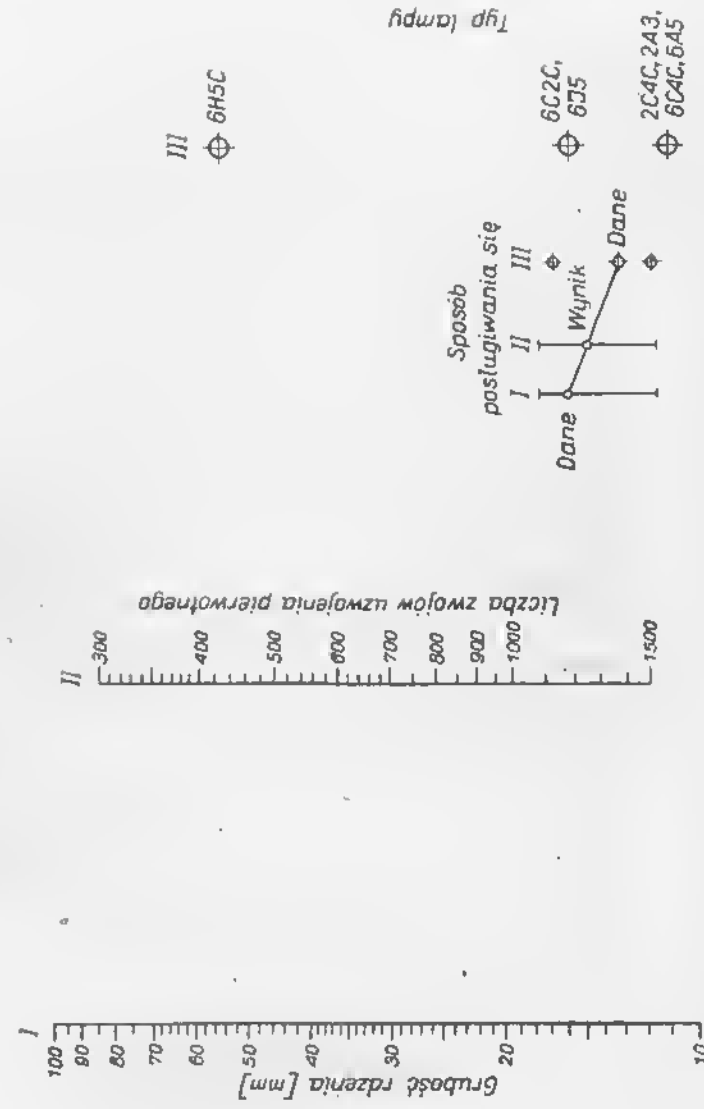 I
100
90
80
70
60
50
40
30
20
10
Grubość rdzenia [mm]
II
300
400
500
600
700
800
900
1000
1500
Liczba zwojów uzwojenia pierwotnego
Sposób
posługiwania się
I
II
III
Dane
Wynik
Dane
III
6H5C
6C2C,
6J5
2C4C, 2A3,
6C4C, 6A5
Typ lampy